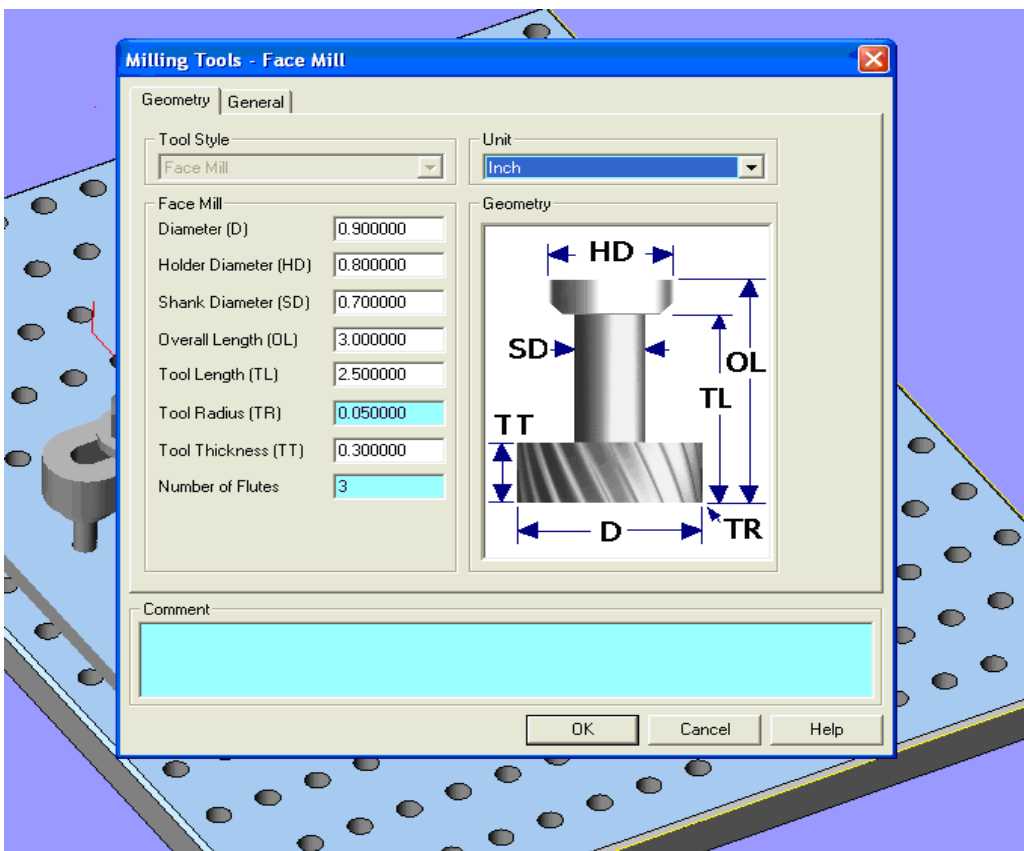 Milling Tools - Face Mill
Geometry General
Tool Style
Face Mill
Unit
Inch
Face Mill
Diameter (D) 0.900000
Holder Diameter (HD) 0.800000
Shank Diameter (SD) 0.700000
Overall Length (OL) 3.000000
Tool Length (TL) 2.500000
Tool Radius (TR) 0.050000
Tool Thickness (TT) 0.300000
Number of Flutes 3
Geometry
HD
SD
OL
TL
TT
D
TR
Comment
OK Cancel Help